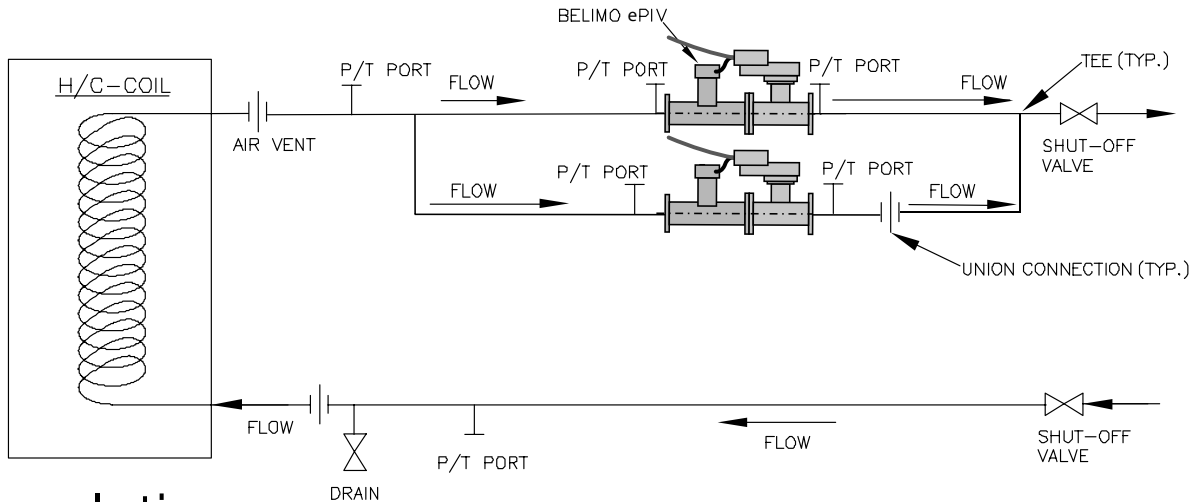 BELIMO ePIV
H/C-COIL
P/T PORT
FLOW
P/T PORT
P/T PORT
FLOW
TEE (TYP.)
AIR VENT
SHUT-OFF
VALVE
FLOW
P/T PORT
P/T PORT
FLOW
UNION CONNECTION (TYP.)
FLOW
DRAIN
P/T PORT
FLOW
SHUT-OFF
VALVE